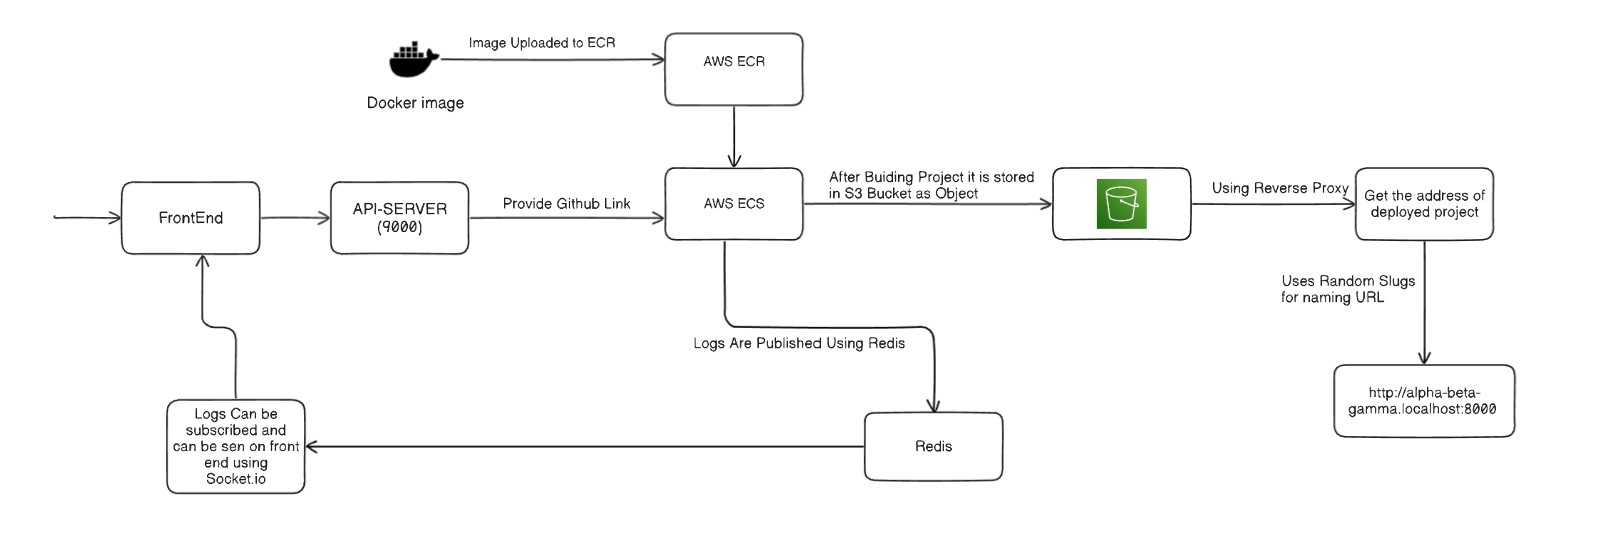 Image Uploaded to ECR
AWS ECR
Docker image
FrontEnd
API-SERVER
(9000)
Provide Github Link
AWS ECS
After Buiding Project it is stored
in S3 Bucket as Object
Using Reverse Proxy
Get the address of
deployed project
Uses Random Slugs
for naming URL
Logs Are Published Using Redis
http://alpha-beta-
gamma.localhost:8000
Logs Can be
subscribed and
can be sen on front
end using
Socket.io
Redis